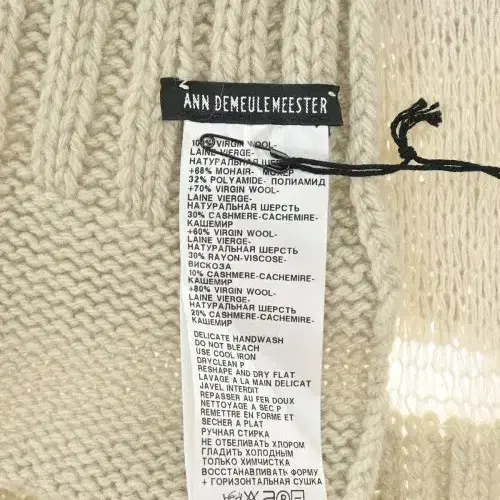 ANN DEMEULEMEESTER
100% VIRGIN WOOL-
LAINE VIERGE-
НАТУРАЛЬНАЯ ШЕРСТЬ
+68% MOHAIR- МОХЕР
32% POLYAMIDE- ПОЛИАМИД
+70% VIRGIN WOOL-
LAINE VIERGE-
НАТУРАЛЬНАЯ ШЕРСТЬ
30% CASHMERE-CACHEMIRE-
КАШЕМИР
+60% VIRGIN WOOL-
LAINE VIERGE-
НАТУРАЛЬНАЯ ШЕРСТЬ
30% RAYON-VISCOSE-
ВИСКОЗА
10% CASHMERE-CACHEMIRE-
КАШЕМИР
+80% VIRGIN WOOL-
LAINE VIERGE-
НАТУРАЛЬНАЯ ШЕРСТЬ
20% CASHMERE-CACHEMIRE-
КАШЕМИР
DELICATE HANDWASH
DO NOT BLEACH
USE COOL IRON
DRYCLEAN P
RESHAPE AND DRY FLAT
LAVAGE A LA MAIN DELICAT
JAVEL INTERDIT
REPASSER AU FER DOUX
NETTOYAGE A SEC P
REMETTRE EN FORME ET
SECHER A PLAT
РУЧНАЯ СТИРКА
НЕ ОТБЕЛИВАТЬ ХЛОРОМ
ГЛАДИТЬ ХОЛОДНЫМ
ТОЛЬКО ХИМЧИСТКА
ВОССТАНАВЛИВАТЬ ФОРМУ
+ ГОРИЗОНТАЛЬНАЯ СУШКА